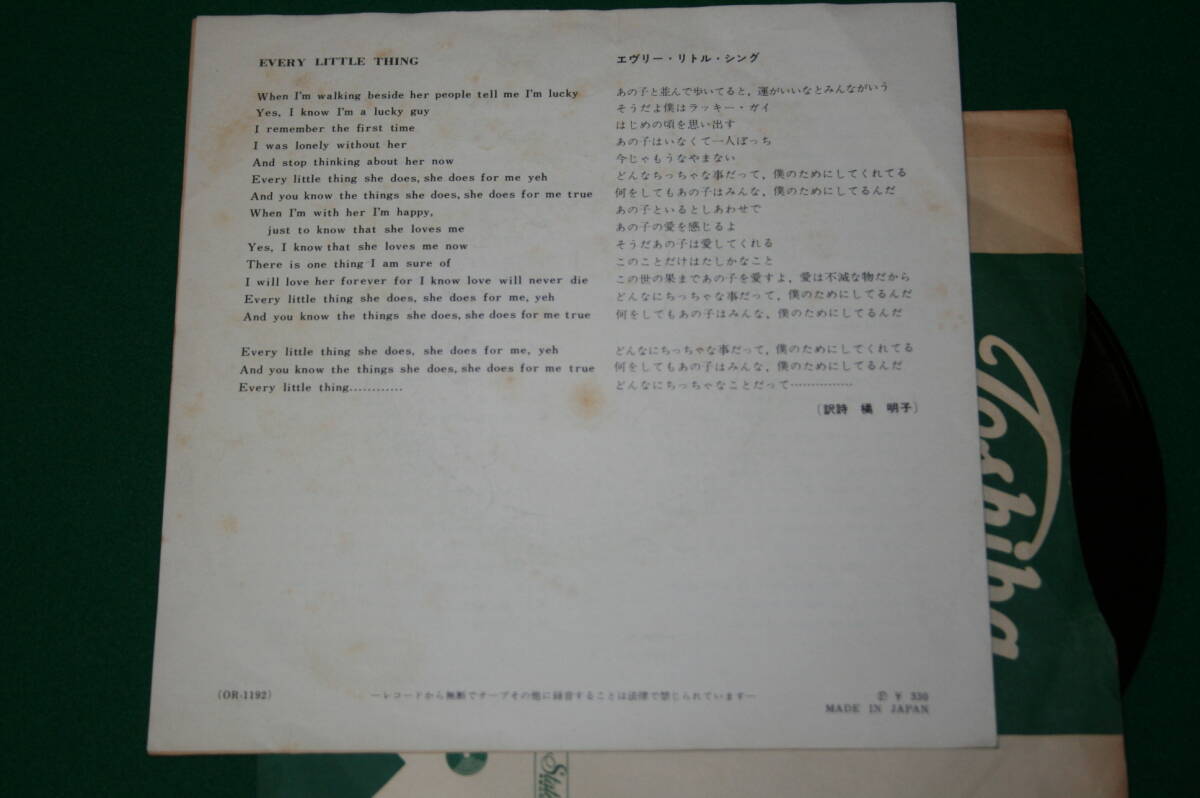 EVERY LITTLE THING
When I'm walking beside her people tell me I'm lucky
Yes, I know I'm a lucky guy
I remember the first time
I was lonely without her
And stop thinking about her now
Every little thing she does, she does for me yeh
And you know the things she does, she does for me true
When I'm with her I'm happy,
just to know that she loves me
Yes, I know that she loves me now
There is one thing I am sure of
I will love her forever for I know love will never die
Every little thing she does, she does for me, yeh
And you know the things she does, she does for me true
Every little thing she does, she does for me, yeh
And you know the things she does, she does for me true
Every little thing…………
エヴリー・リトル・シング
あの子と並んで歩いてると，運がいいなとみんながいう
そうだよ僕はラッキー・ガイ
はじめの頃を思い出す
あの子はいなくて一人ぼっち
今じゃもうなやまない
どんなちっちゃな事だって，僕のためにしてくれてる
何をしてもあの子はみんな，僕のためにしてるんだ
あの子といるとしあわせで
あの子の愛を感じるよ
そうだあの子は愛してくれる
このことだけはたしかなこと
この世の果まであの子を愛すよ，愛は不滅な物だから
どんなにちっちゃな事だって，僕のためにしてるんだ
何をしてもあの子はみんな，僕のためにしてるんだ
どんなにちっちゃな事だって，僕のためにしてくれてる
何をしてもあの子はみんな，僕のためにしてるんだ
どんなにちっちゃなことだって……………
〔訳詩 橘 明子〕
(OR-1192)
—レコードから無断でテープその他に録音することは法律で禁じられています—
Ⓟ ¥ 330
MADE IN JAPAN
Toshiba